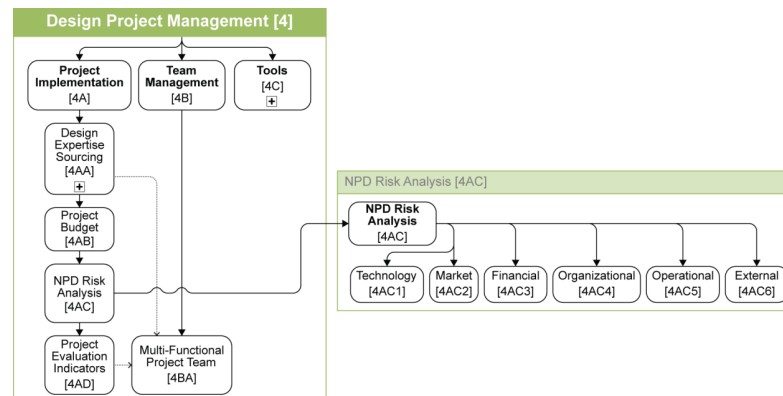 Design Project Management [4]
Project
Implementation
[4A]
Team
Management
[4B]
Tools
[4C]
Design
Expertise
Sourcing
[4AA]
Project
Budget
[4AB]
NPD Risk
Analysis
[4AC]
Project
Evaluation
Indicators
[4AD]
Multi-Functional
Project Team
[4BA]
NPD Risk Analysis [4AC]
NPD Risk
Analysis
[4AC]
Technology
[4AC1]
Market
[4AC2]
Financial
[4AC3]
Organizational
[4AC4]
Operational
[4AC5]
External
[4AC6]